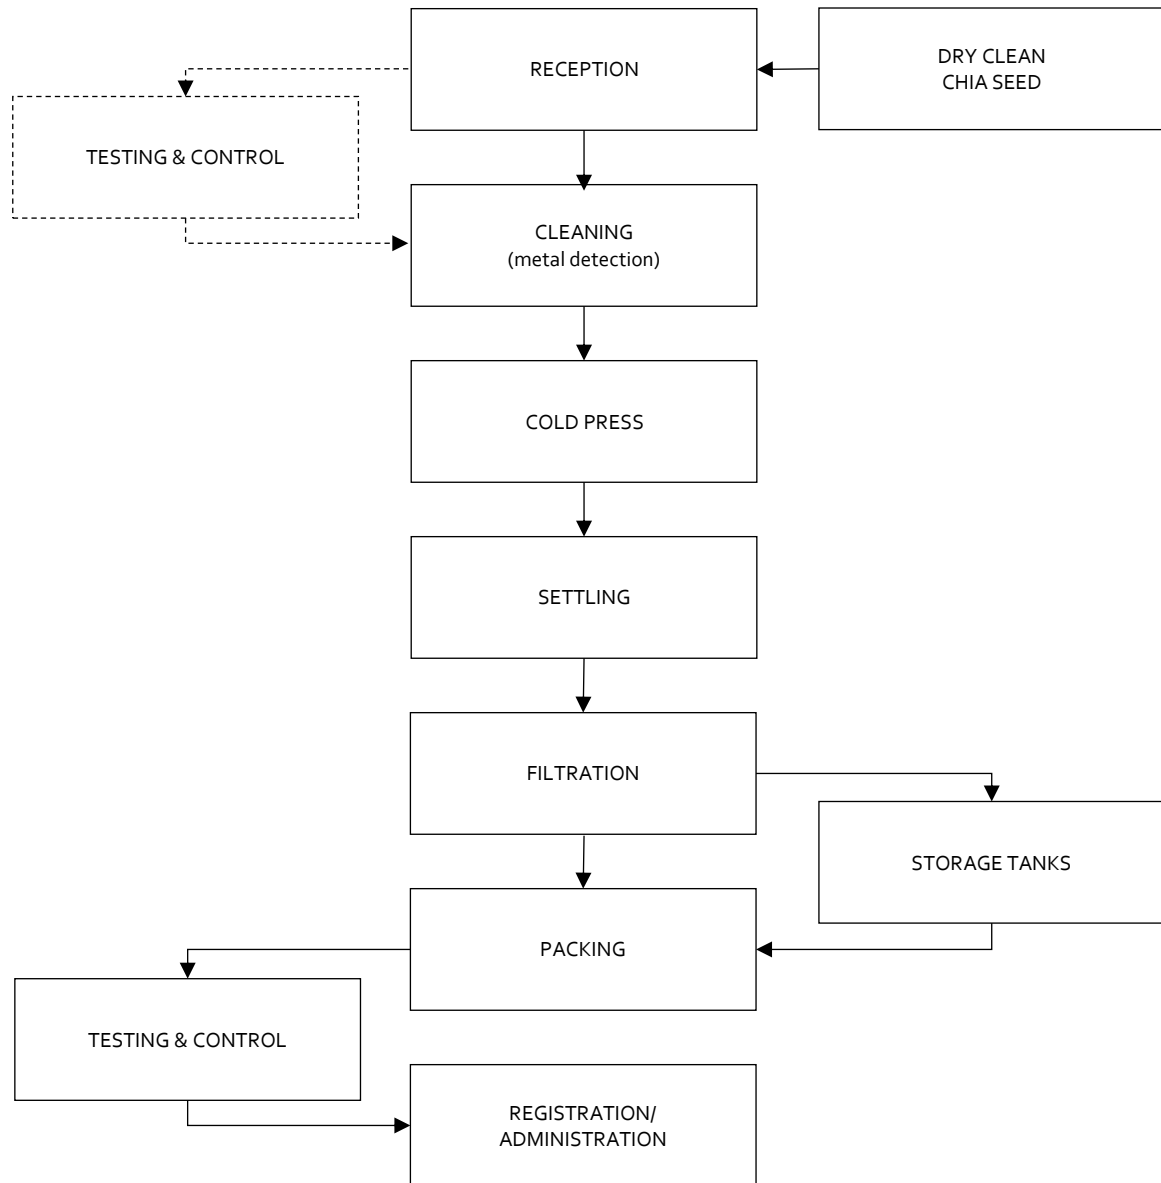 RECEPTION
DRY CLEAN
CHIA SEED
TESTING & CONTROL
CLEANING
(metal detection)
COLD PRESS
SETTLING
FILTRATION
STORAGE TANKS
PACKING
TESTING & CONTROL
REGISTRATION/
ADMINISTRATION